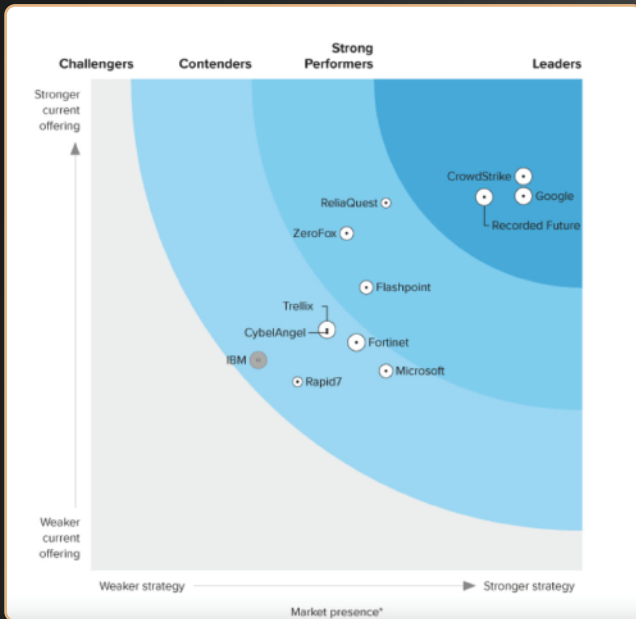 Strong
Challengers Contenders Performers Leaders
Stronger
current
offering
CrowdStrike
Google
ReliaQuest
Recorded Future
ZeroFox
Flashpoint
Trellix
CybelAngel
Fortinet
IBM
Microsoft
Rapid7
Weaker
current
offering
Weaker strategy Stronger strategy
Market presence*